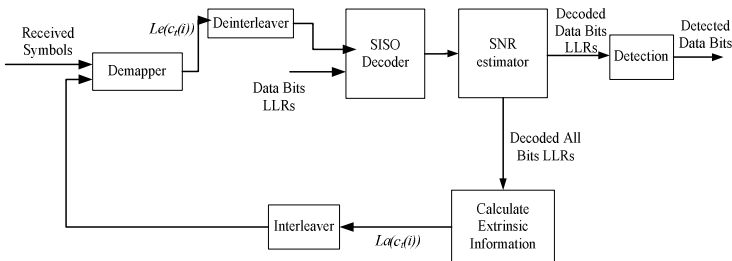 Received
Symbols
Demapper
Le(c_t(i))
Deinterleaver
Data Bits
LLRs
SISO
Decoder
SNR
estimator
Decoded
Data Bits
LLRs
Detection
Detected
Data Bits
Decoded All
Bits LLRs
Calculate
Extrinsic
Information
La(c_t(i))
Interleaver